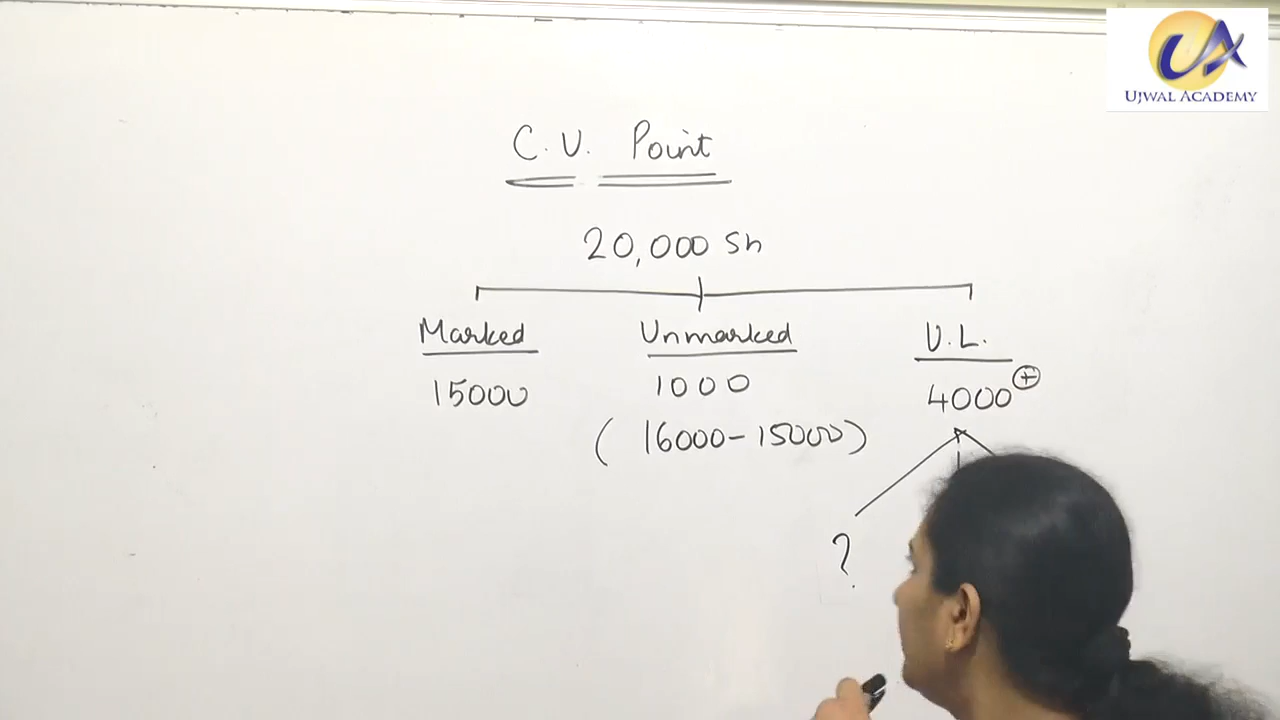 UJWAL ACADEMY
C.V. Point
20,000 Sh
Marked Unmarked U.L.
15000 1000 4000 +
(16000-15000)
?